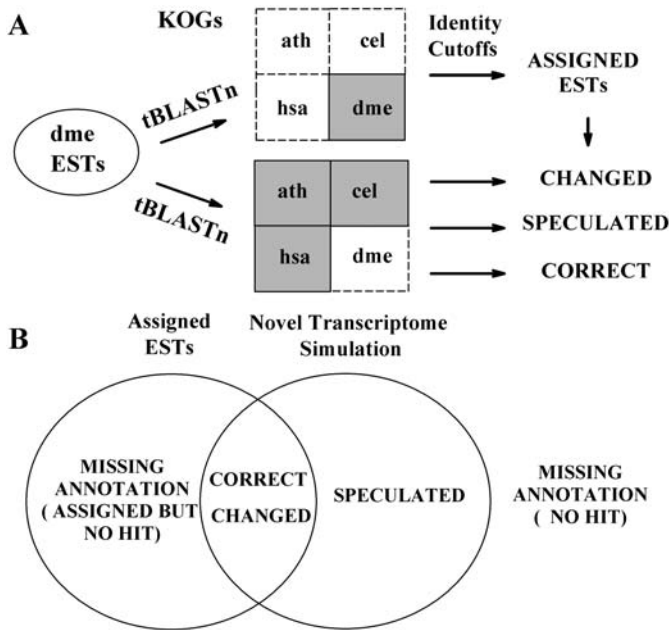 A
KOGs
Identity
Cutoffs
dme
ESTs
tBLASTn
tBLASTn
ath
cel
hsa
dme
ath
cel
hsa
dme
ASSIGNED
ESTs
CHANGED
SPECULATED
CORRECT
B
Assigned
ESTs
Novel Transcriptome
Simulation
MISSING
ANNOTATION
( ASSIGNED BUT
NO HIT)
CORRECT
CHANGED
SPECULATED
MISSING
ANNOTATION
( NO HIT)